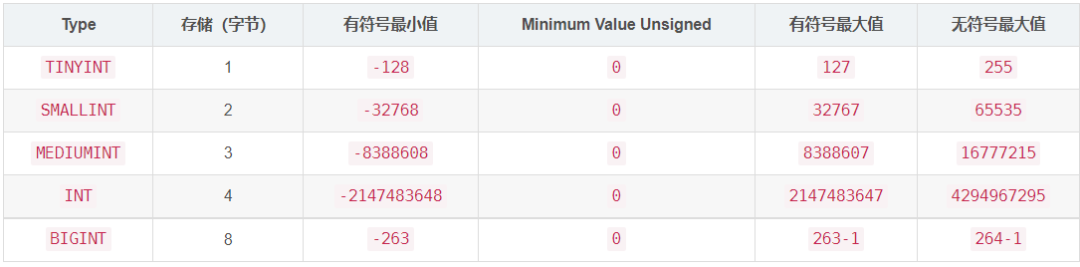 Type 存储（字节） 有符号最小值 Minimum Value Unsigned 有符号最大值 无符号最大值
TINYINT 1 -128 0 127 255
SMALLINT 2 -32768 0 32767 65535
MEDIUMINT 3 -8388608 0 8388607 16777215
INT 4 -2147483648 0 2147483647 4294967295
BIGINT 8 -263 0 263-1 264-1